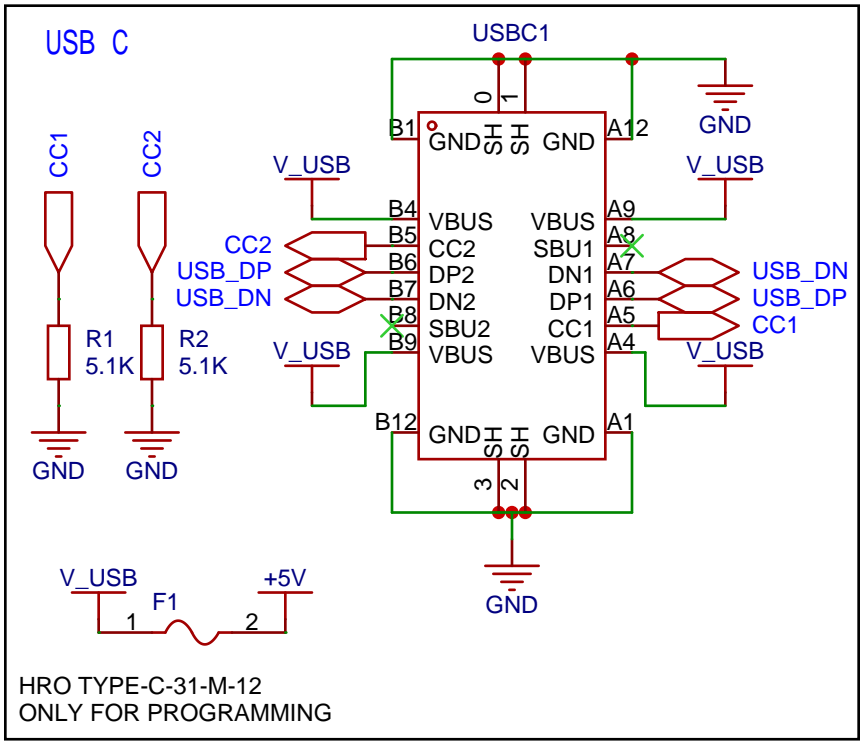 USB C
USBC1
CC1
CC2
0
1
B1
GND
SH
SH
GND
A12
GND
V_USB
V_USB
B4
VBUS
VBUS
A9
CC2
B5
CC2
SBU1
A8
USB_DP
B6
DP2
DN1
A7
USB_DN
USB_DN
B7
DN2
DP1
A6
USB_DP
B8
SBU2
CC1
A5
CC1
R1
5.1K
R2
5.1K
V_USB
B9
VBUS
VBUS
A4
V_USB
B12
GND
SH
SH
GND
A1
GND
GND
3
2
GND
V_USB
F1
+5V
1
2
HRO TYPE-C-31-M-12
ONLY FOR PROGRAMMING